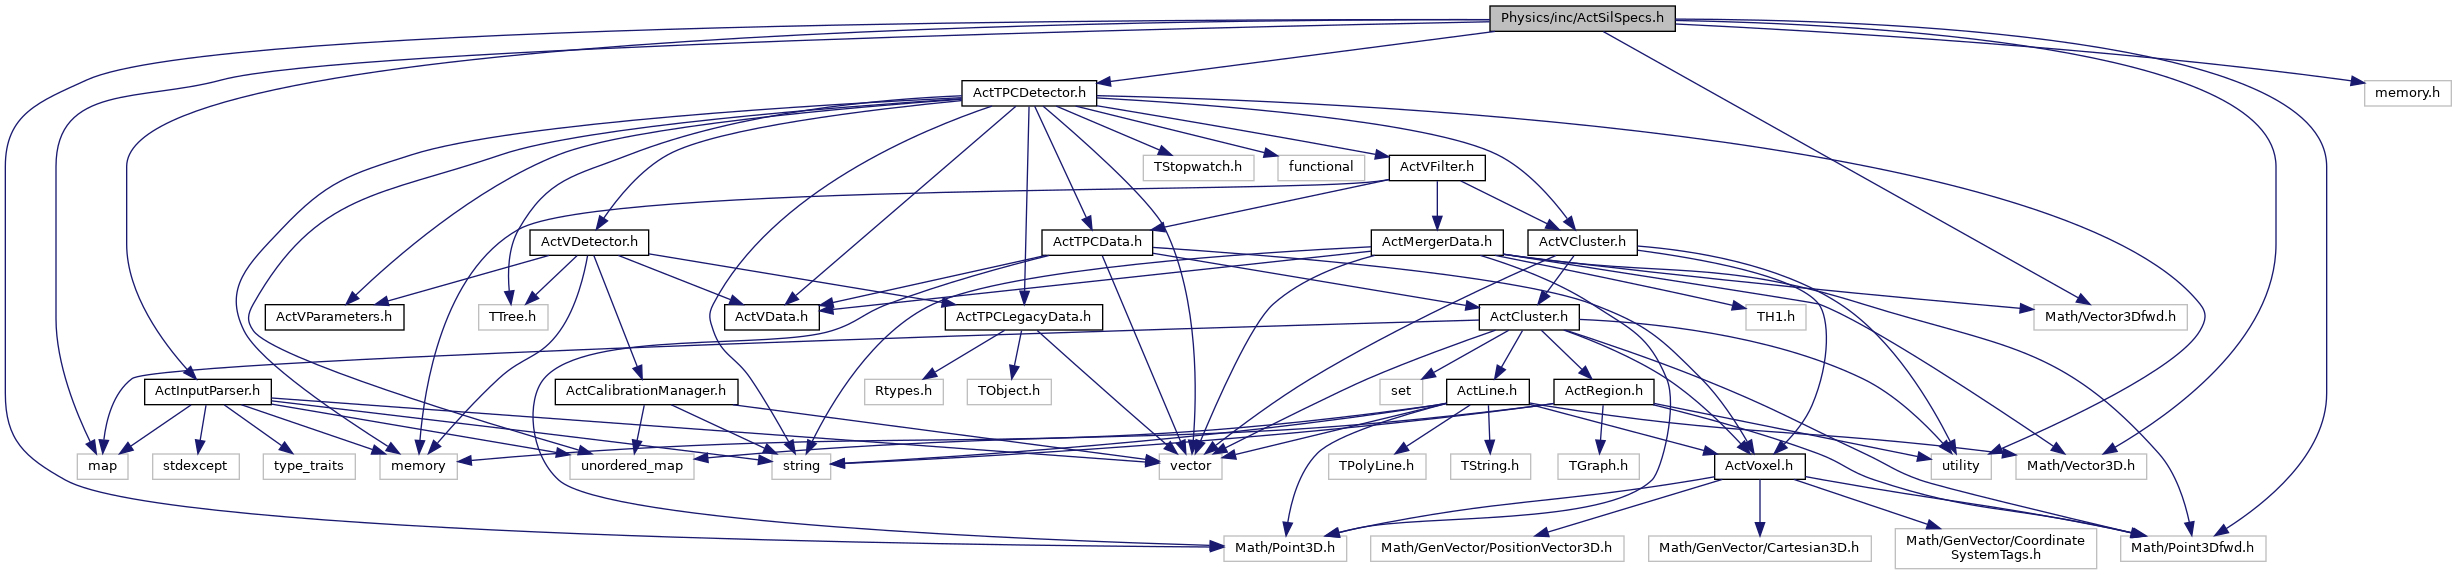 Physics/inc/ActSilSpecs.h
ActTPCDetector.h
memory.h
TStopwatch.h
functional
ActVFilter.h
ActVDetector.h
ActTPCData.h
ActMergerData.h
ActVCluster.h
ActVParameters.h
TTree.h
ActVData.h
ActTPCLegacyData.h
ActCluster.h
TH1.h
Math/Vector3Dfwd.h
ActInputParser.h
ActCalibrationManager.h
Rtypes.h
TObject.h
set
ActLine.h
ActRegion.h
map
stdexcept
type_traits
memory
unordered_map
string
vector
TPolyLine.h
TString.h
TGraph.h
ActVoxel.h
utility
Math/Vector3D.h
Math/Point3D.h
Math/GenVector/PositionVector3D.h
Math/GenVector/Cartesian3D.h
Math/GenVector/Coordinate
SystemTags.h
Math/Point3Dfwd.h